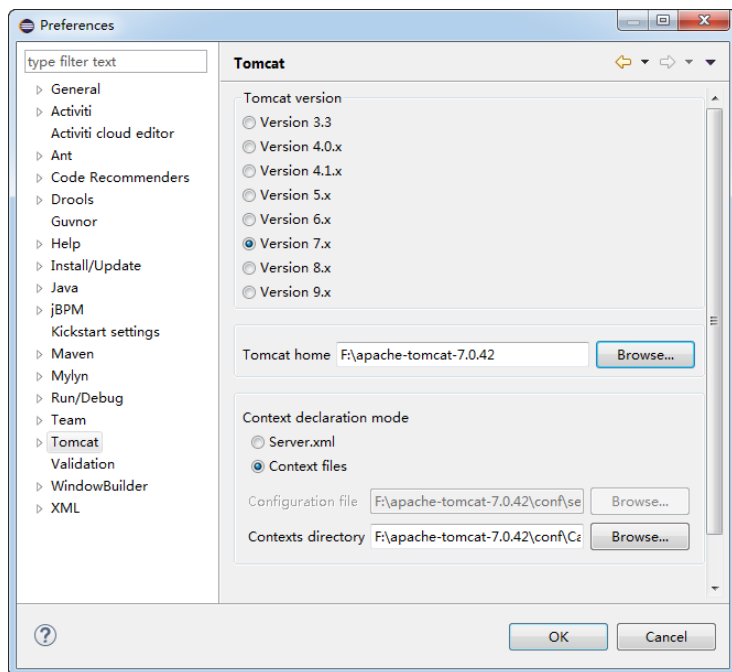 Preferences
type filter text
General
Activiti
Activiti cloud editor
Ant
Code Recommenders
Drools
Guvnor
Help
Install/Update
Java
jBPM
Kickstart settings
Maven
Mylyn
Run/Debug
Team
Tomcat
Validation
WindowBuilder
XML
Tomcat
Tomcat version
Version 3.3
Version 4.0.x
Version 4.1.x
Version 5.x
Version 6.x
Version 7.x
Version 8.x
Version 9.x
Tomcat home F:\apache-tomcat-7.0.42 Browse...
Context declaration mode
Server.xml
Context files
Configuration file F:\apache-tomcat-7.0.42\conf\se Browse...
Contexts directory F:\apache-tomcat-7.0.42\conf\Ca Browse...
OK Cancel